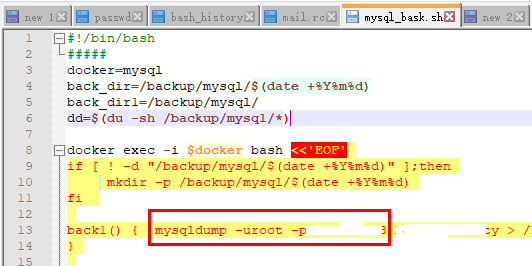 new 1 passwd bash_history mail.rc mysql_bask.sh new 2
1 #!/bin/bash
2 #####
3 docker=mysql
4 back_dir=/backup/mysql/$(date +%Y%m%d)
5 back_dir1=/backup/mysql/
6 dd=$(du -sh /backup/mysql/*)
7
8 docker exec -i $docker bash <<'EOF'
9 if [ ! -d "/backup/mysql/$(date +%Y%m%d)" ];then
10 mkdir -p /backup/mysql/$(date +%Y%m%d)
11 fi
12
13 back1() { mysqldump -uroot -p cy > /
14 }
15